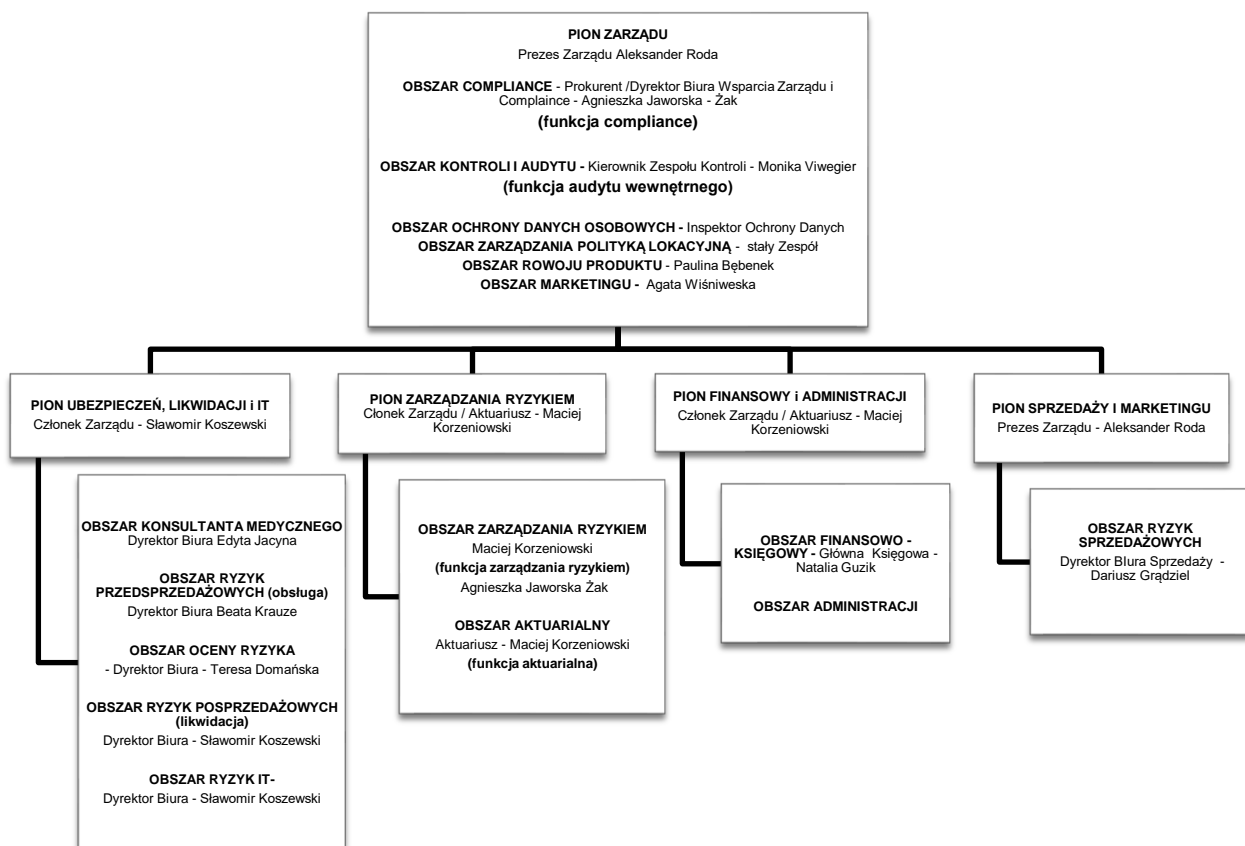 PION ZARZĄDU
Prezes Zarządu Aleksander Roda
OBSZAR COMPLIANCE - Prokurent /Dyrektor Biura Wsparcia Zarządu i
Complaince - Agnieszka Jaworska - Żak
(funkcja compliance)
OBSZAR KONTROLI I AUDYTU - Kierownik Zespołu Kontroli - Monika Viwegier
(funkcja audytu wewnętrnego)
OBSZAR OCHRONY DANYCH OSOBOWYCH - Inspektor Ochrony Danych
OBSZAR ZARZĄDZANIA POLITYKĄ LOKACYJNĄ - stały Zespół
OBSZAR ROWOJU PRODUKTU - Paulina Bębenek
OBSZAR MARKETINGU - Agata Wiśniweska
PION UBEZPIECZEŃ, LIKWIDACJI i IT
Członek Zarządu - Sławomir Koszewski
OBSZAR KONSULTANTA MEDYCZNEGO
Dyrektor Biura Edyta Jacyna
OBSZAR RYZYK
PRZEDSPRZEDAŻOWYCH (obsługa)
Dyrektor Biura Beata Krauze
OBSZAR OCENY RYZYKA
- Dyrektor Biura - Teresa Domańska
OBSZAR RYZYK POSPRZEDAŻOWYCH
(likwidacja)
Dyrektor Biura - Sławomir Koszewski
OBSZAR RYZYK IT-
Dyrektor Biura - Sławomir Koszewski
PION ZARZĄDZANIA RYZYKIEM
Cłonek Zarządu / Aktuariusz - Maciej
Korzeniowski
OBSZAR ZARZĄDZANIA RYZYKIEM
Maciej Korzeniowski
(funkcja zarządzania ryzykiem)
Agnieszka Jaworska Żak
OBSZAR AKTUARIALNY
Aktuariusz - Maciej Korzeniowski
(funkcja aktuarialna)
PION FINANSOWY i ADMINISTRACJI
Członek Zarządu / Aktuariusz - Maciej
Korzeniowski
OBSZAR FINANSOWO -
KSIĘGOWY - Główna Księgowa -
Natalia Guzik
OBSZAR ADMINISTRACJI
PION SPRZEDAŻY I MARKETINGU
Prezes Zarządu - Aleksander Roda
OBSZAR RYZYK
SPRZEDAŻOWYCH
Dyrektor BIura Sprzedaży -
Dariusz Grądziel